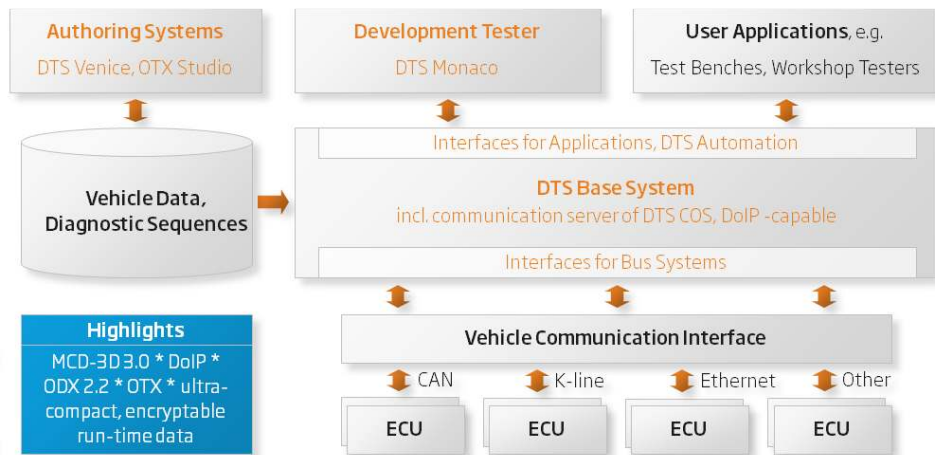 Authoring Systems
DTS Venice, OTX Studio
Development Tester
DTS Monaco
User Applications, e.g.
Test Benches, Workshop Testers
Interfaces for Applications, DTS Automation
Vehicle Data,
Diagnostic Sequences
DTS Base System
incl. communication server of DTS COS, DoIP -capable
Interfaces for Bus Systems
Highlights
MCD-3D 3.0 * DoIP *
ODX 2.2 * OTX * ultra-
compact, encryptable
run-time data
Vehicle Communication Interface
CAN
K-line
Ethernet
Other
ECU
ECU
ECU
ECU